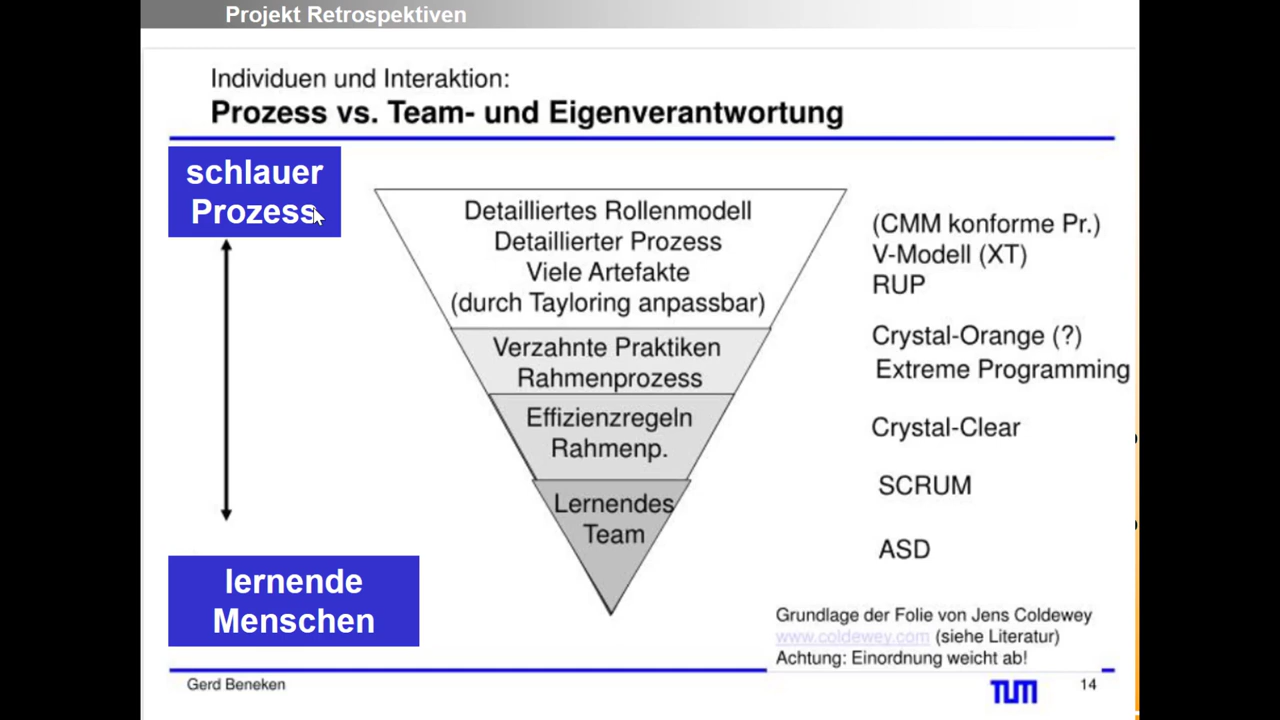 Projekt Retrospektiven
Individuen und Interaktion:
Prozess vs. Team- und Eigenverantwortung
schlauer
Prozess
Detailliertes Rollenmodell
Detaillierter Prozess
Viele Artefakte
(durch Tayloring anpassbar)
(CMM konforme Pr.)
V-Modell (XT)
RUP
Verzahnte Praktiken
Rahmenprozess
Crystal-Orange (?)
Extreme Programming
Effizienzregeln
Rahmenp.
Crystal-Clear
Lernendes
Team
SCRUM
ASD
lernende
Menschen
Grundlage der Folie von Jens Coldewey
www.coldewey.com (siehe Literatur)
Achtung: Einordnung weicht ab!
Gerd Beneken
TUM
14